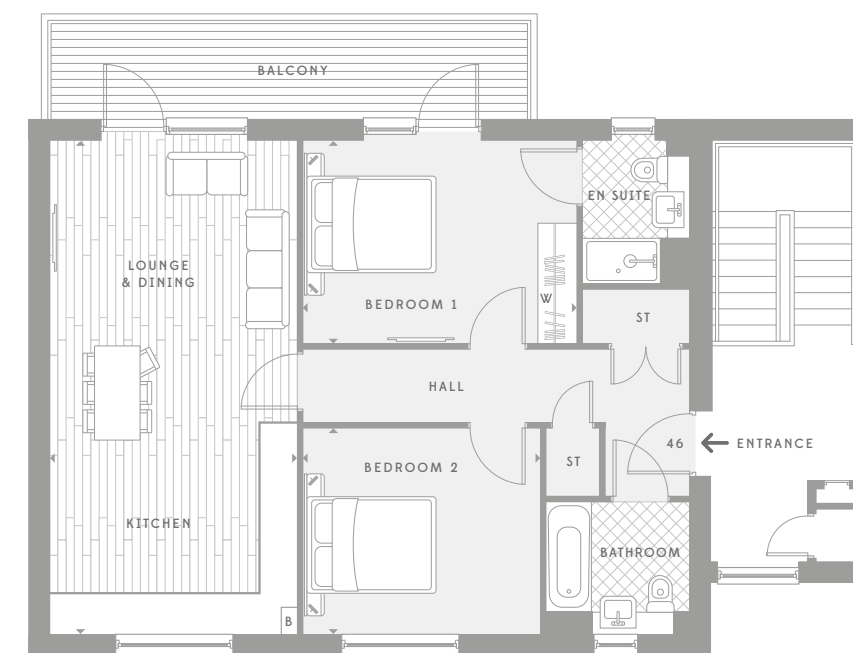 BALCONY
EN SUITE
LOUNGE
& DINING
W
BEDROOM 1
ST
HALL
46
ENTRANCE
ST
BEDROOM 2
KITCHEN
BATHROOM
B